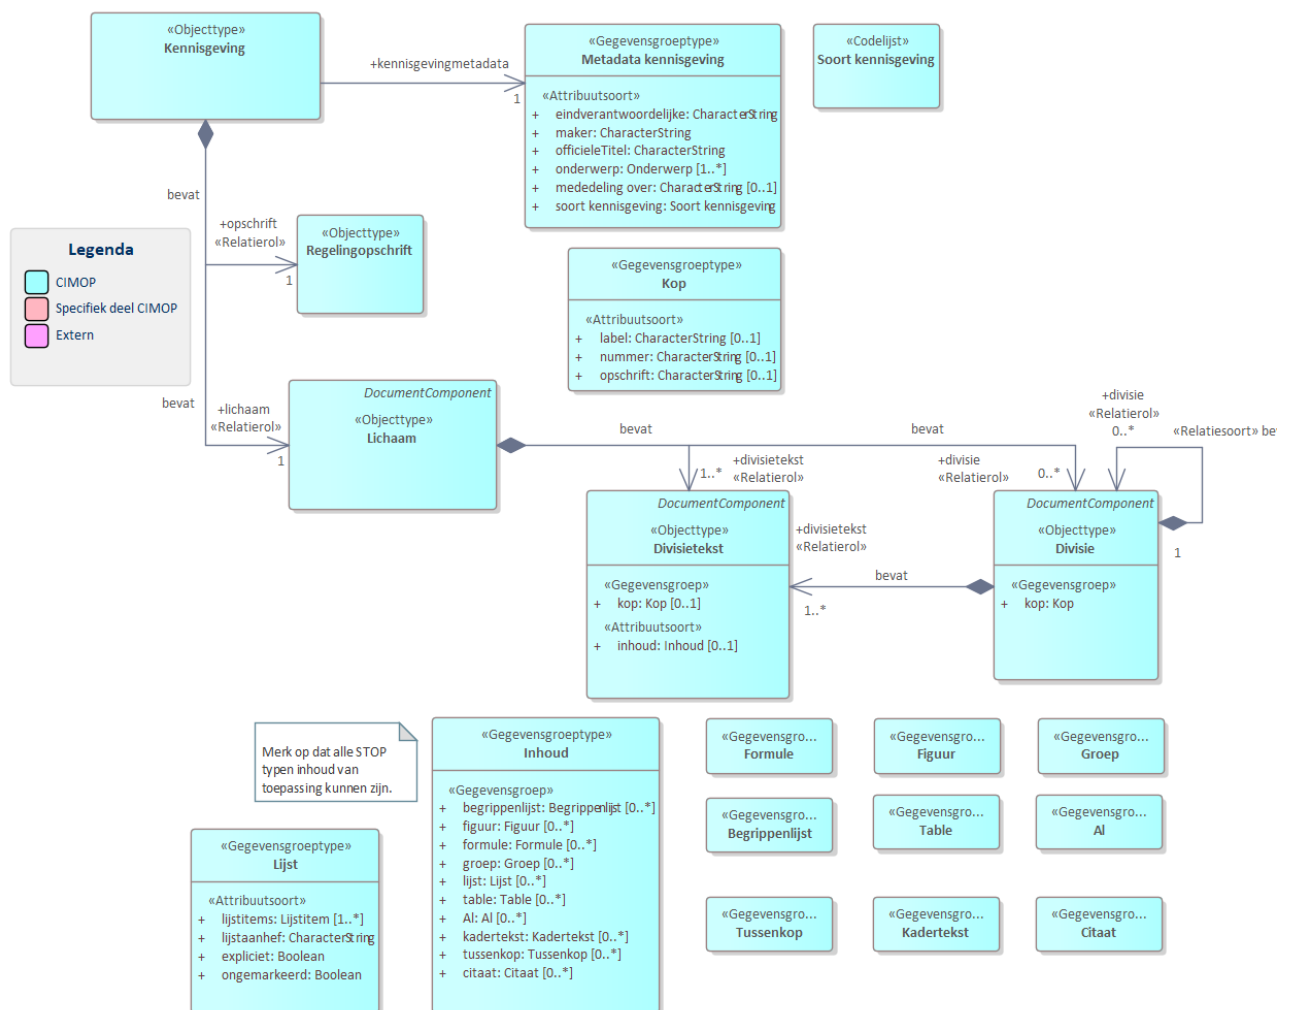 «Objecttype»
Kennisgeving
+kennisgevingmetadata
1
«Gegevensgroeptype»
Metadata kennisgeving
«Attribuutsoort»
+ eindverantwoordelijke: CharacterString
+ maker: CharacterString
+ officieleTitel: CharacterString
+ onderwerp: Onderwerp [1..*]
+ mededeling over: CharacterString [0..1]
+ soort kennisgeving: Soort kennisgeving
«Codelijst»
Soort kennisgeving
bevat
+opschrift
«Relatierol»
1
«Objecttype»
Regelingopschrift
Legenda
CIMOP
Specifiek deel CIMOP
Extern
«Gegevensgroeptype»
Kop
«Attribuutsoort»
+ label: CharacterString [0..1]
+ nummer: CharacterString [0..1]
+ opschrift: CharacterString [0..1]
bevat
+lichaam
«Relatierol»
1
DocumentComponent
«Objecttype»
Lichaam
bevat
bevat
+divisie
«Relatierol»
0..*
«Relatiesoort» be
1..*
+divisietekst
«Relatierol»
+divisie
«Relatierol»
0..*
DocumentComponent
«Objecttype»
Divisietekst
«Gegevensgroep»
+ kop: Kop [0..1]
«Attribuutsoort»
+ inhoud: Inhoud [0..1]
+divisietekst
«Relatierol»
bevat
1..*
DocumentComponent
«Objecttype»
Divisie
«Gegevensgroep»
+ kop: Kop
1
Merk op dat alle STOP
typen inhoud van
toepassing kunnen zijn.
«Gegevensgroeptype»
Inhoud
«Gegevensgroep»
+ begrippenlijst: Begrippenlijst [0..*]
+ figuur: Figuur [0..*]
+ formule: Formule [0..*]
+ groep: Groep [0..*]
+ lijst: Lijst [0..*]
+ table: Table [0..*]
+ Al: Al [0..*]
+ kadertekst: Kadertekst [0..*]
+ tussenkop: Tussenkop [0..*]
+ citaat: Citaat [0..*]
«Gegevensgroeptype»
Lijst
«Attribuutsoort»
+ lijstitems: Lijstitem [1..*]
+ lijstaanhef: CharacterString
+ expliciet: Boolean
+ ongemarkeerd: Boolean
«Gegevensgro...
Formule
«Gegevensgro...
Figuur
«Gegevensgro...
Groep
«Gegevensgro...
Begrippenlijst
«Gegevensgro...
Table
«Gegevensgro...
Al
«Gegevensgro...
Tussenkop
«Gegevensgro...
Kadertekst
«Gegevensgro...
Citaat